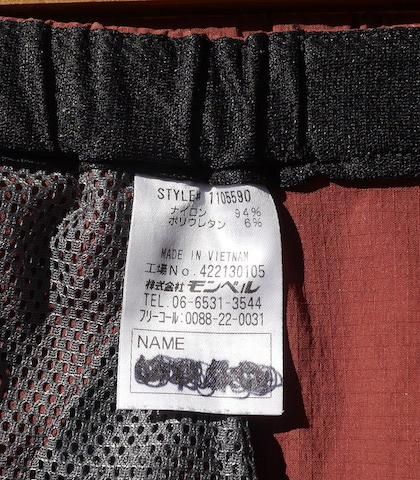 STYLE# 1105590
ナイロン 94%
ポリウレタン 6%
MADE IN VIETNAM
工場No. 422130105
株式会社 モンベル
TEL. 06-6531-3544
フリーコール: 0088-22-0031
NAME